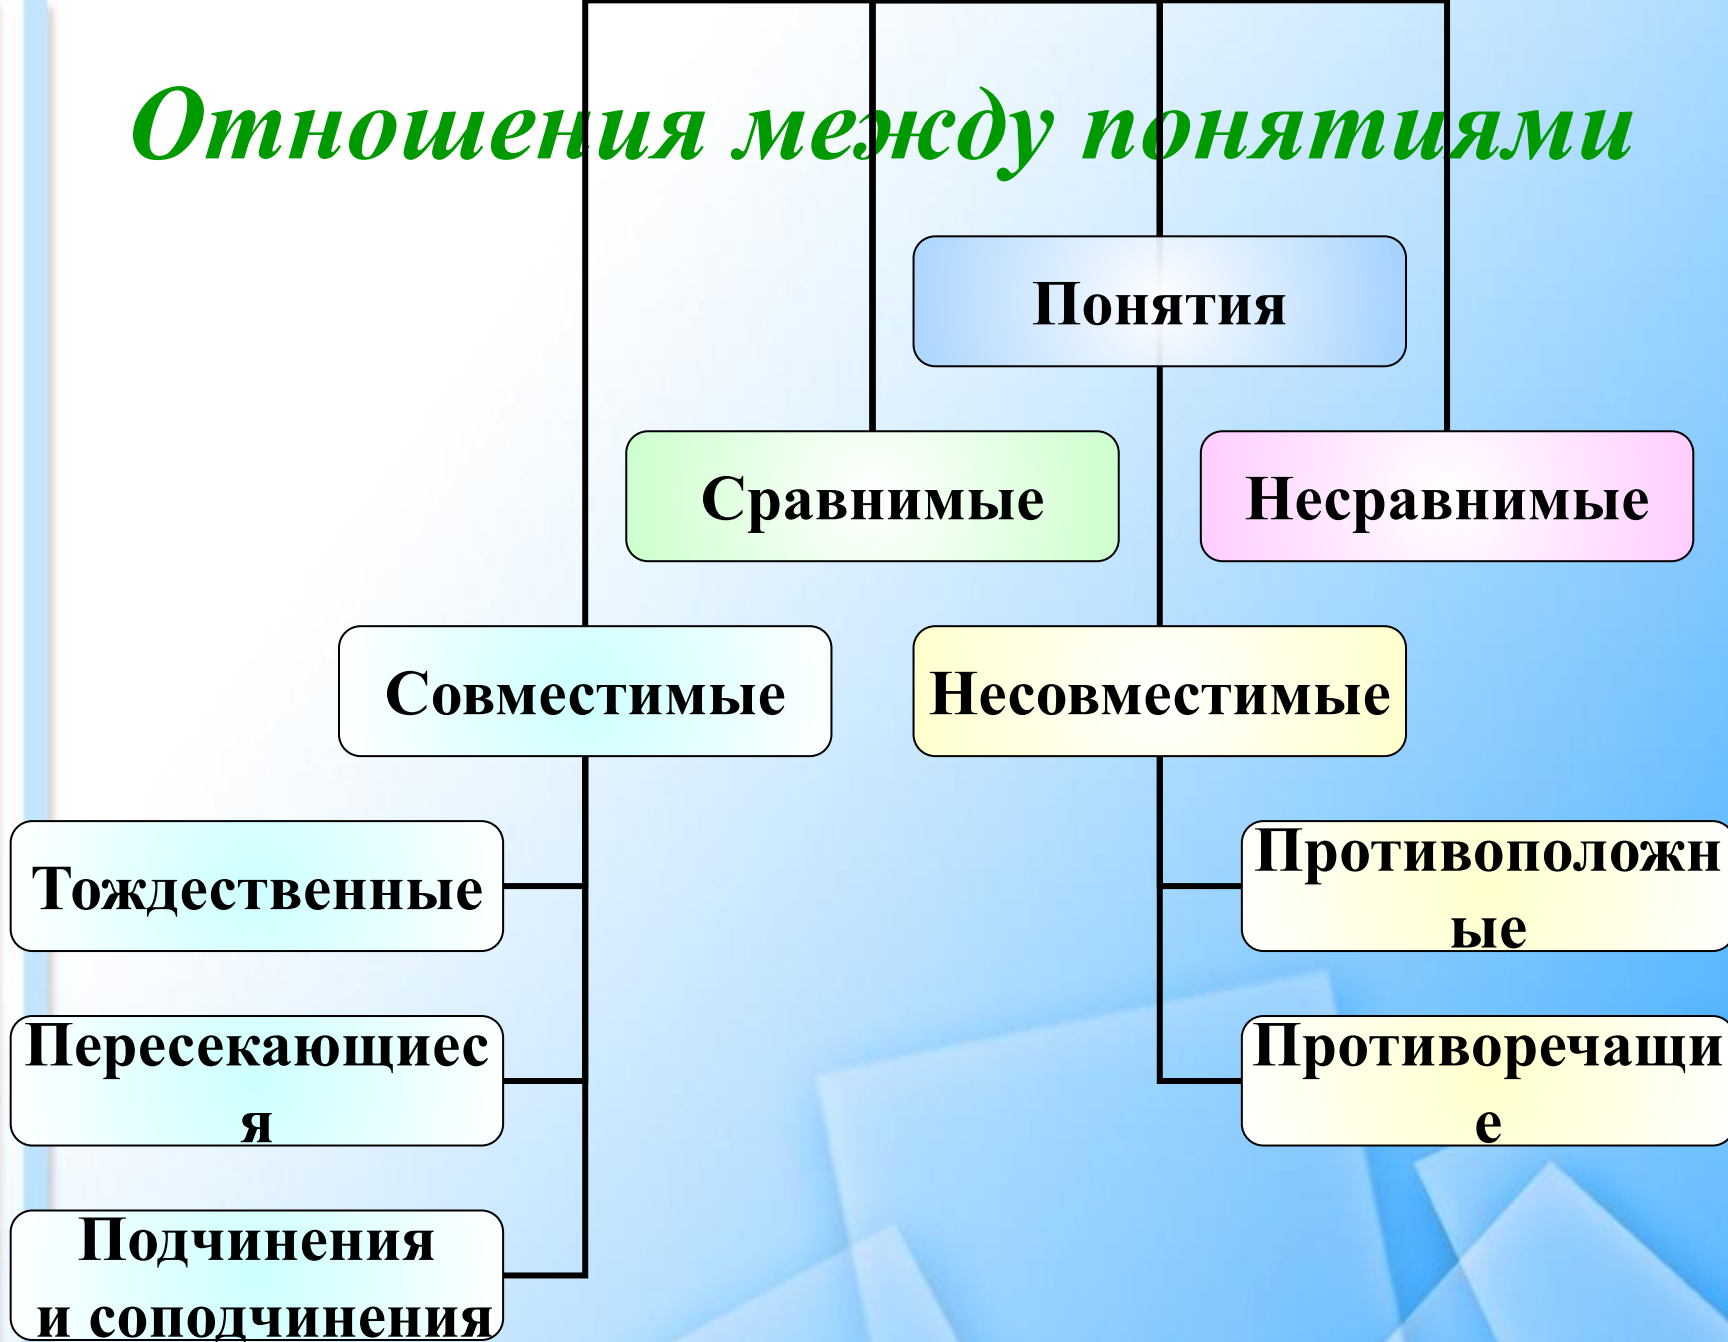 Отношения между понятиями
Понятия
Сравнимые
Несравнимые
Совместимые
Несовместимые
Тождественные
Противоположн
ые
Пересекающиес
я
Противоречащи
е
Подчинения
и соподчинения